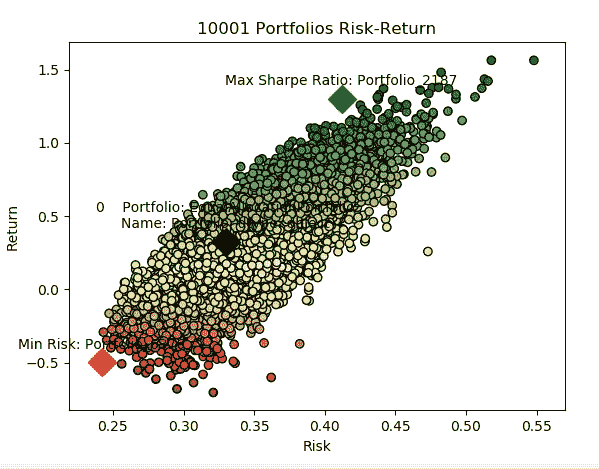 10001 Portfolios Risk-Return
Max Sharpe Ratio: Portfolio_2187
0 Portfolio:
Name:
Min Risk:
Return
1.5
1.0
0.5
0.0
−0.5
0.25 0.30 0.35 0.40 0.45 0.50 0.55
Risk